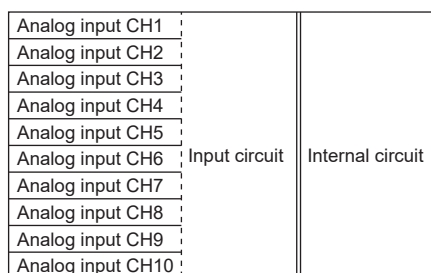 Analog input CH1
Analog input CH2
Analog input CH3
Analog input CH4
Analog input CH5
Analog input CH6
Analog input CH7
Analog input CH8
Analog input CH9
Analog input CH10
Input circuit
Internal circuit